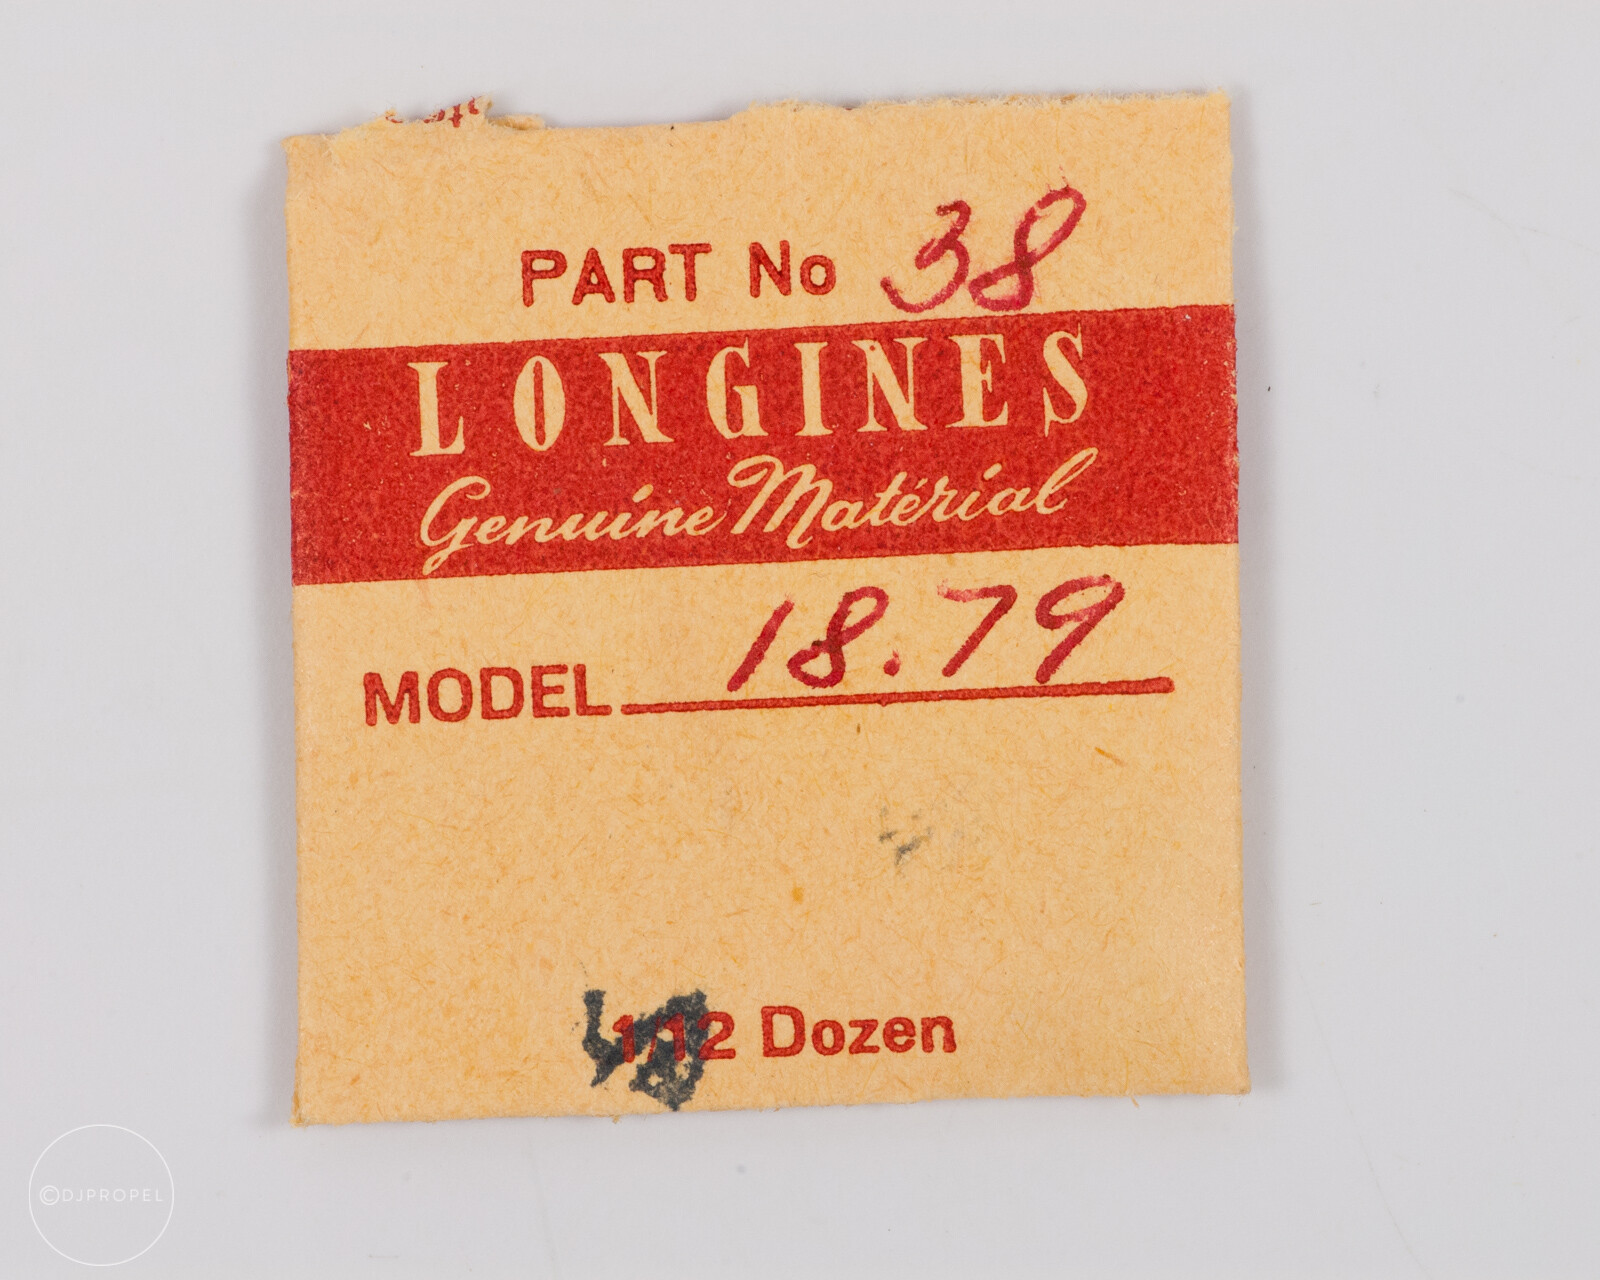 PART No 38
LONGINES
Genuine Matérial
MODEL 18.79
1/12 Dozen
©DJPROPEL